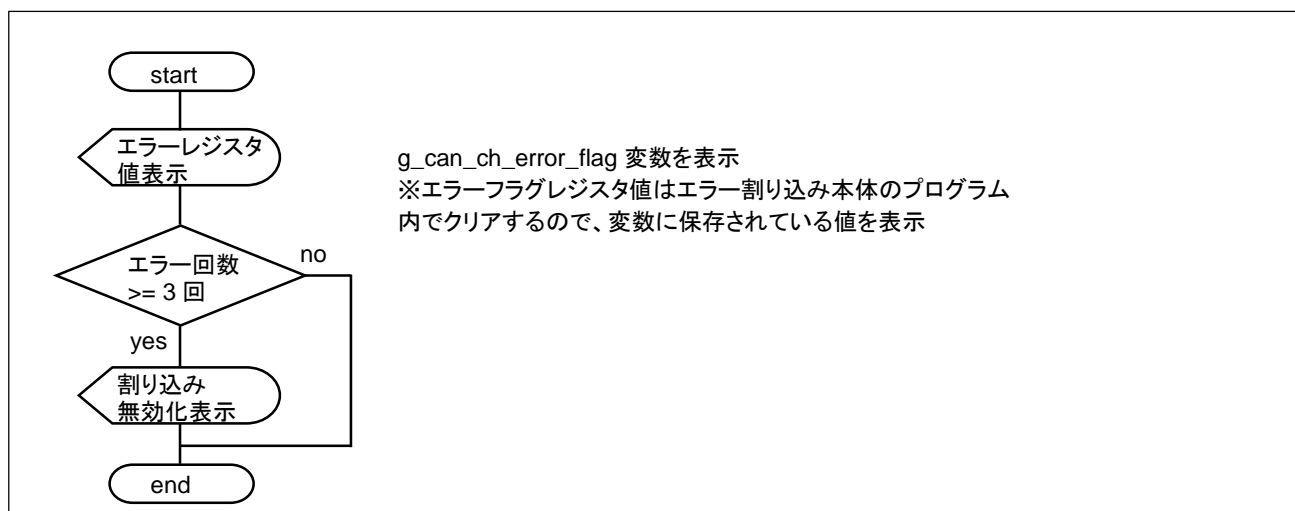 start
エラーレジスタ
値表示
g_can_ch_error_flag 変数を表示
※エラーフラグレジスタ値はエラー割り込み本体のプログラム
内でクリアするので、変数に保存されている値を表示
エラー回数
>= 3 回
no
yes
割り込み
無効化表示
end